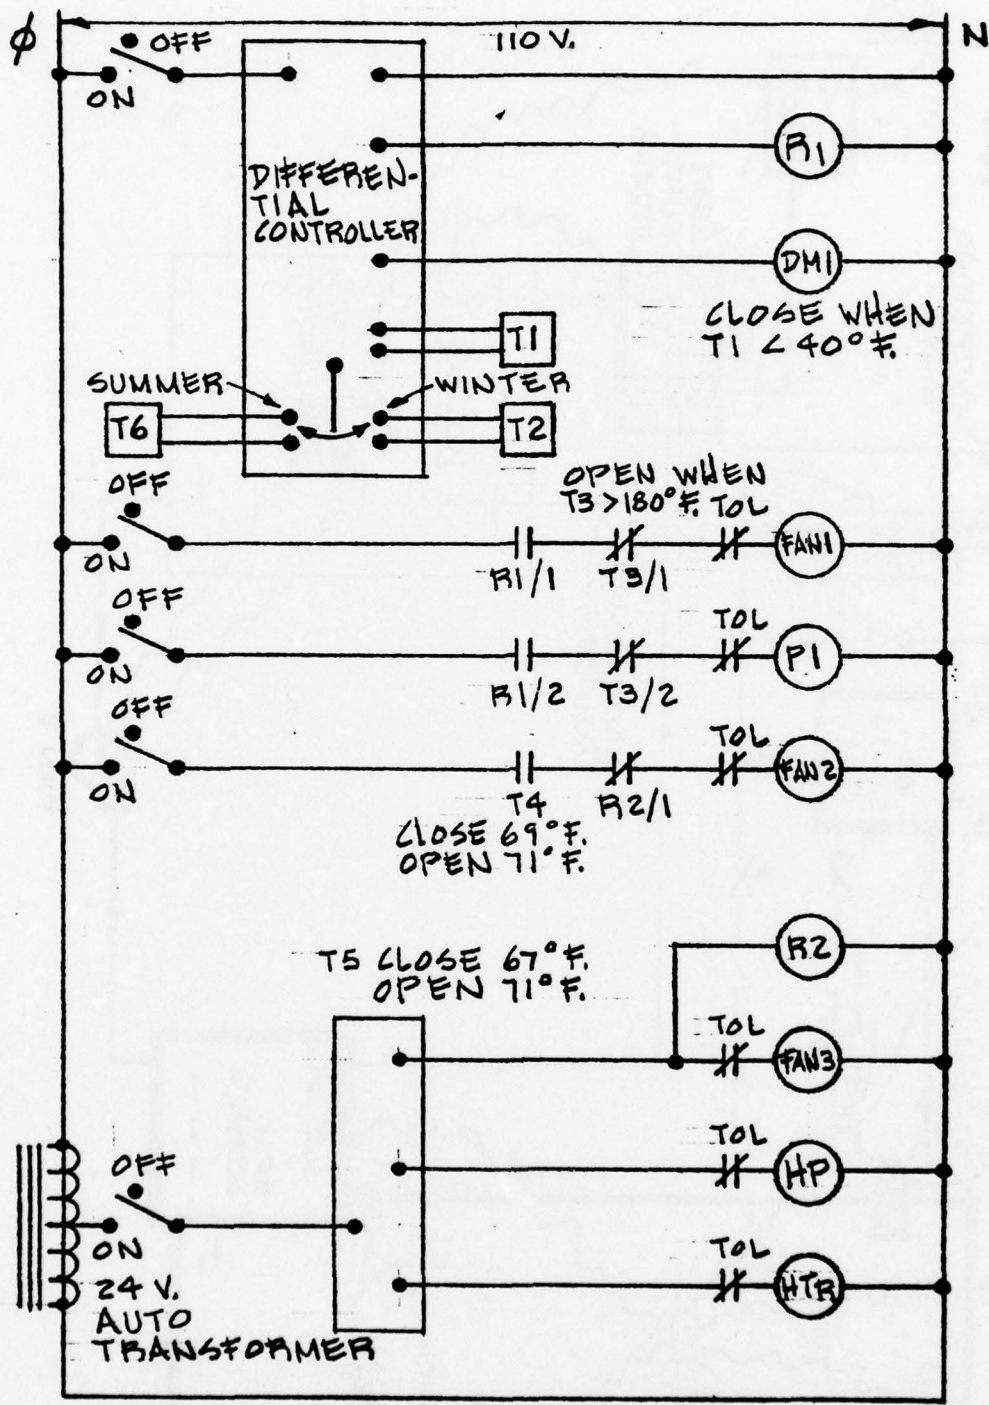 ϕ
110 V.
N
OFF
ON
R1
DIFFEREN-
TIAL
CONTROLLER
DM1
CLOSE WHEN
T1 < 40° F.
T1
SUMMER
WINTER
T6
T2
OFF
ON
OPEN WHEN
T3 > 180° F.
TOL
R1/1
T3/1
FAN1
OFF
ON
TOL
R1/2
T3/2
P1
OFF
ON
TOL
T4
R2/1
FAN2
CLOSE 69° F.
OPEN 71° F.
R2
T5 CLOSE 67° F.
OPEN 71° F.
TOL
FAN3
TOL
HP
OFF
ON
TOL
HTR
24 V.
AUTO
TRANSFORMER